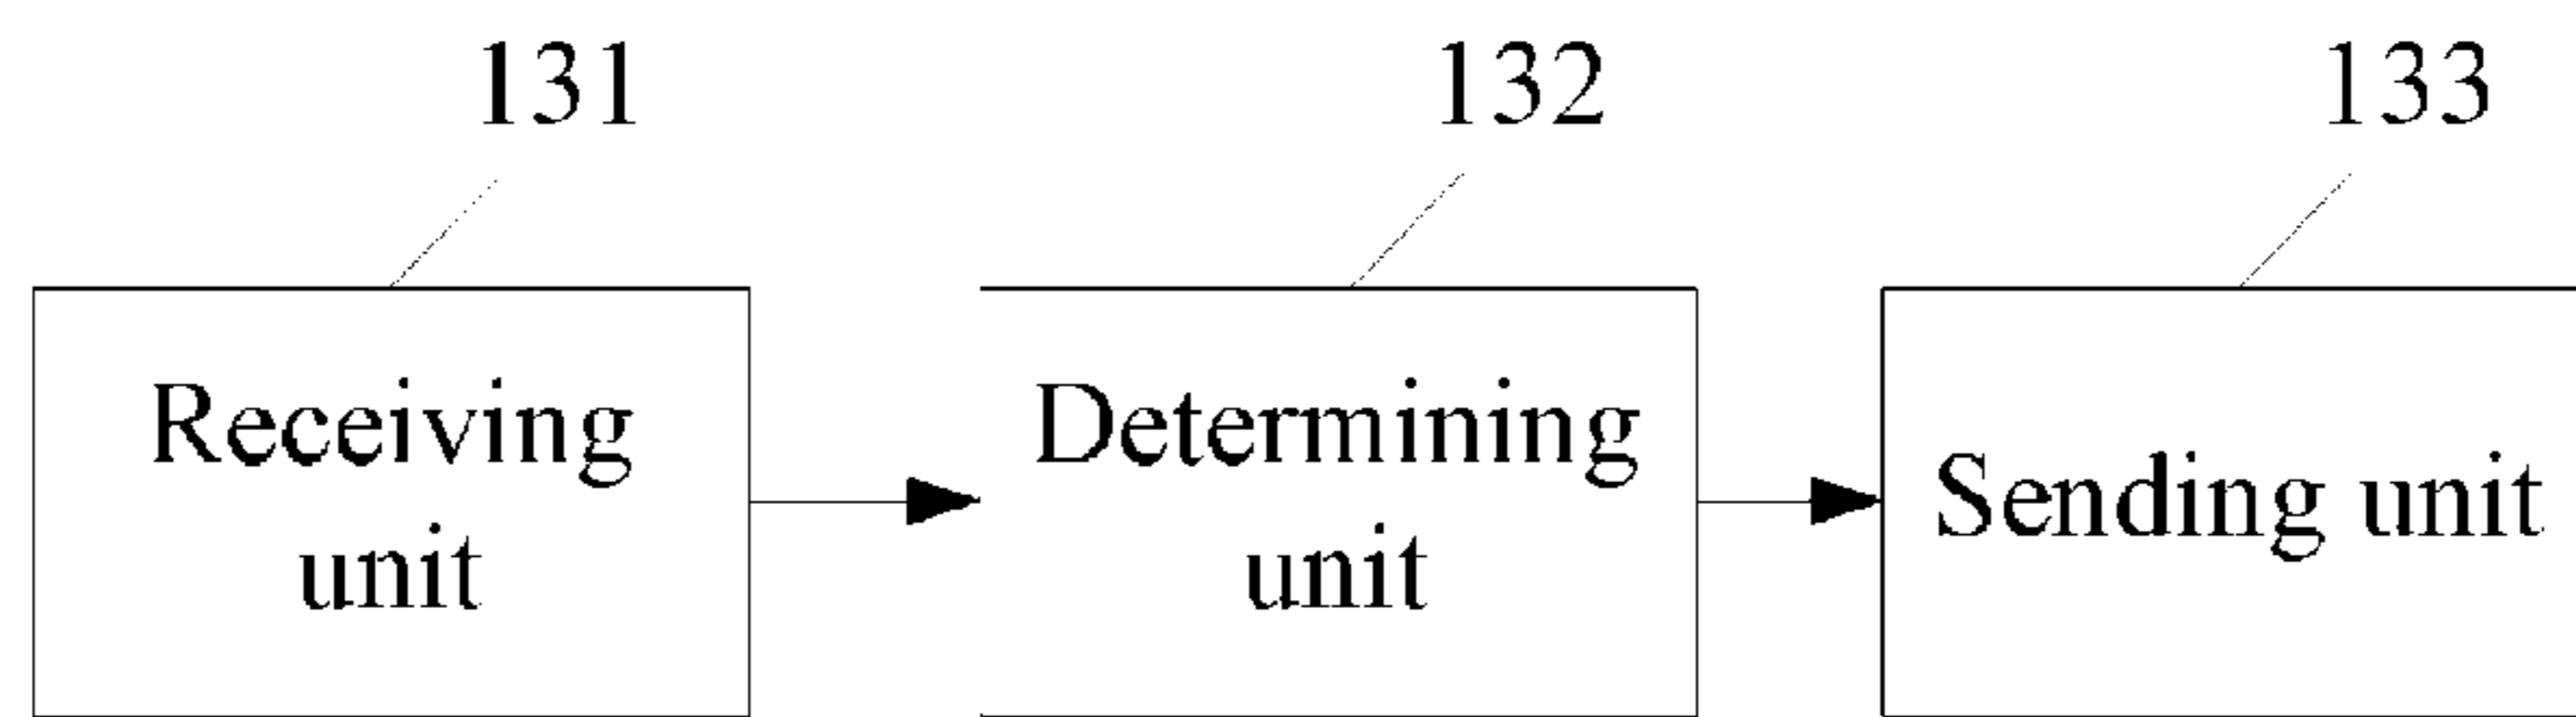 131
132
133
Receiving
unit
Determining
unit
Sending unit